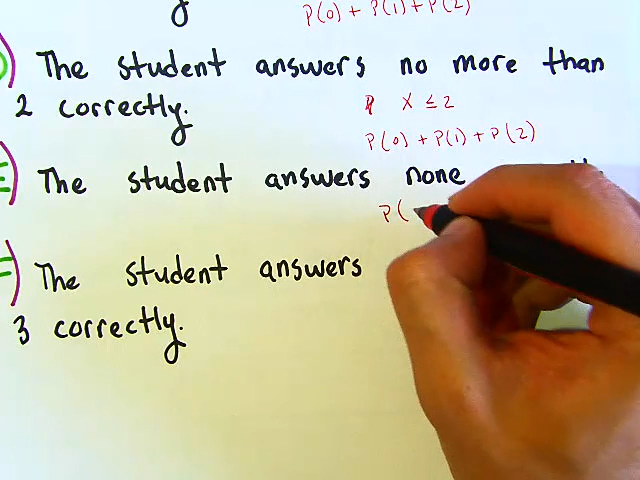 P(0) + P(1) + P(2)
D) The student answers no more than
2 correctly.
X ≤ 2
P(0) + P(1) + P(2)
E) The student answers none
P(
F) The student answers
3 correctly.